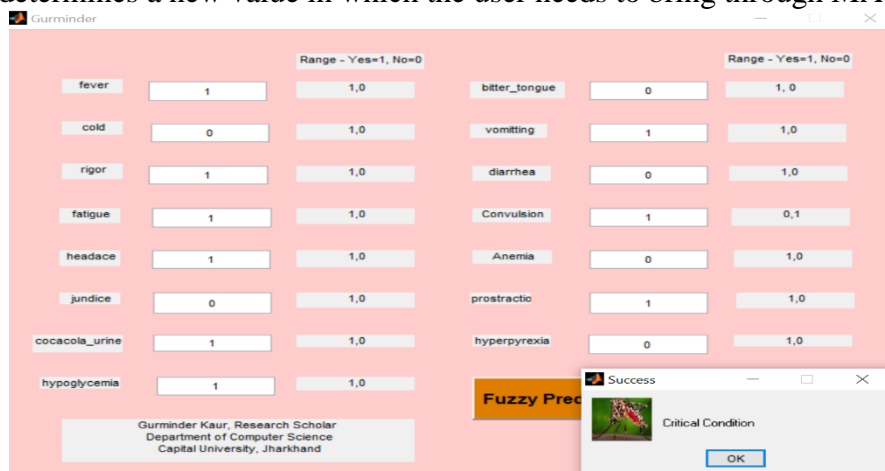 determines a new value in which the user needs to bring through
Gurminder
Range - Yes=1, No=0 Range - Yes=1, No=0
fever 1 1,0 bitter_tongue 0 1, 0
cold 0 1,0 vomitting 1 1,0
rigor 1 1,0 diarrhea 0 1,0
fatigue 1 1,0 Convulsion 1 0,1
headace 1 1,0 Anemia 0 1,0
jundice 0 1,0 prostractio 1 1,0
cocacola_urine 1 1,0 hyperpyrexia 0 1,0
hypoglycemia 1 1,0
Fuzzy Pred
Success
Critical Condition
OK
Gurminder Kaur, Research Scholar
Department of Computer Science
Capital University, Jharkhand